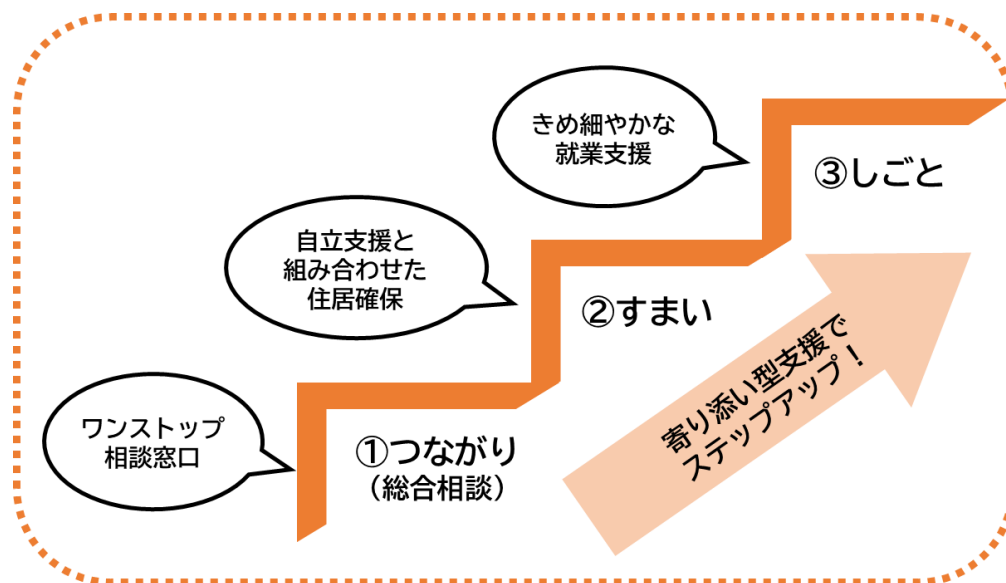 きめ細やかな
就業支援
③しごと
自立支援と
組み合わせた
住居確保
②すまい
ワンストップ
相談窓口
①つながり
（総合相談）
寄り添い型支援で
ステップアップ！